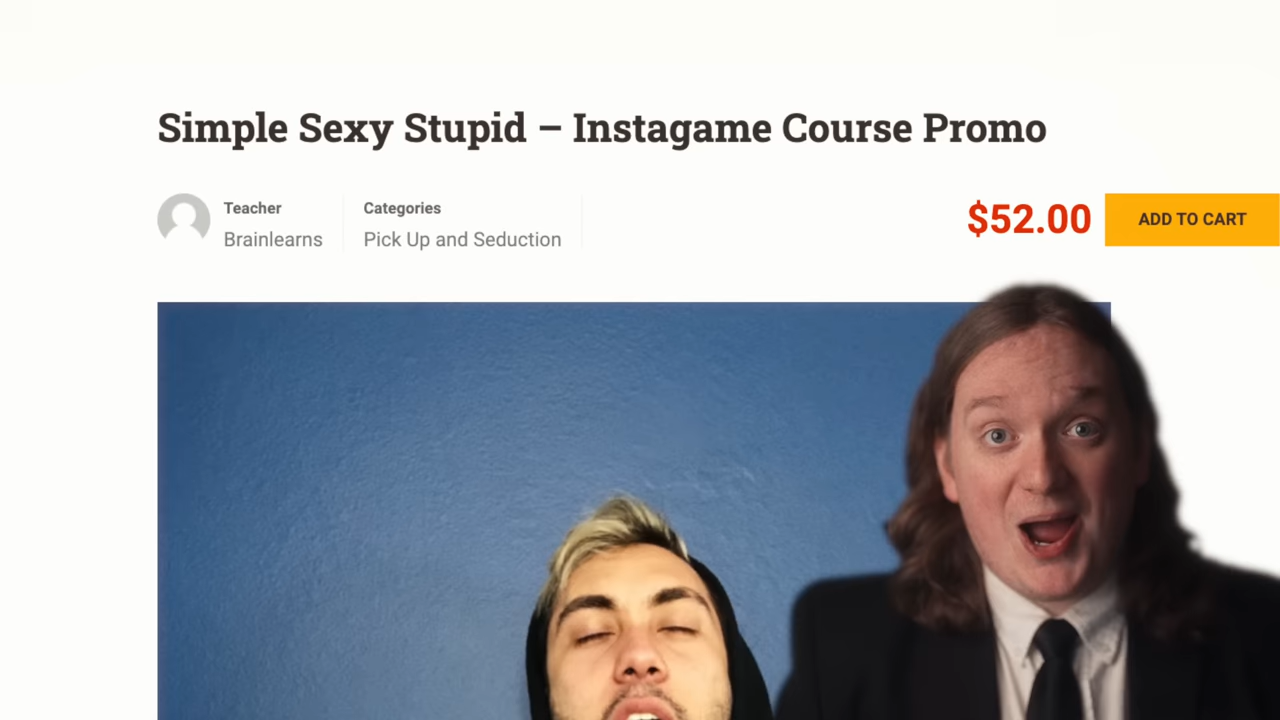 Simple Sexy Stupid – Instagame Course Promo
Teacher
Brainlearns
Categories
Pick Up and Seduction
$52.00
ADD TO CART